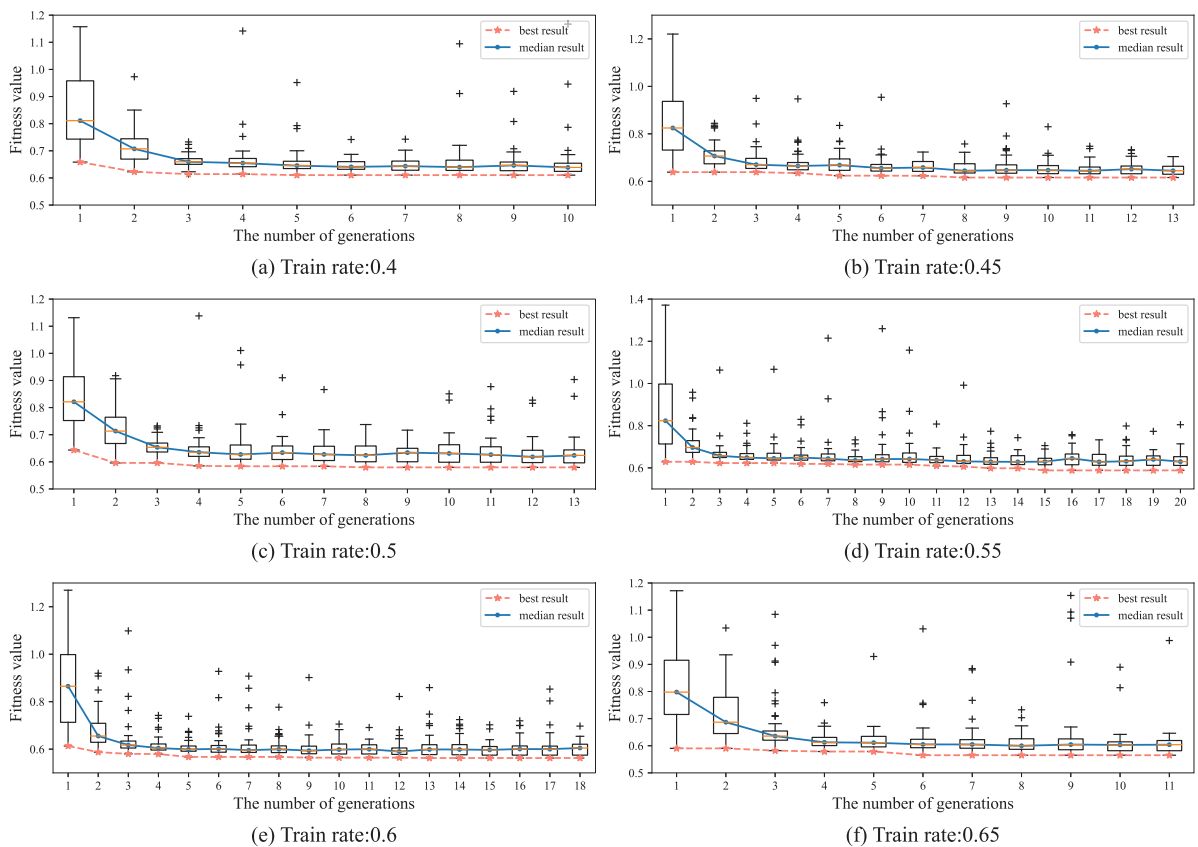 1.2
1.1
1.0
0.9
0.8
0.7
0.6
0.5
Fitness value
best result
median result
1 2 3 4 5 6 7 8 9 10
The number of generations
(a) Train rate:0.4
1.2
1.0
0.8
0.6
Fitness value
best result
median result
1 2 3 4 5 6 7 8 9 10 11 12 13
The number of generations
(b) Train rate:0.45
1.2
1.1
1.0
0.9
0.8
0.7
0.6
0.5
Fitness value
best result
median result
1 2 3 4 5 6 7 8 9 10 11 12 13
The number of generations
(c) Train rate:0.5
1.4
1.2
1.0
0.8
0.6
Fitness value
best result
median result
1 2 3 4 5 6 7 8 9 10 11 12 13 14 15 16 17 18 19 20
The number of generations
(d) Train rate:0.55
1.2
1.0
0.8
0.6
Fitness value
best result
median result
1 2 3 4 5 6 7 8 9 10 11 12 13 14 15 16 17 18
The number of generations
(e) Train rate:0.6
1.2
1.1
1.0
0.9
0.8
0.7
0.6
0.5
Fitness value
best result
median result
1 2 3 4 5 6 7 8 9 10 11
The number of generations
(f) Train rate:0.65